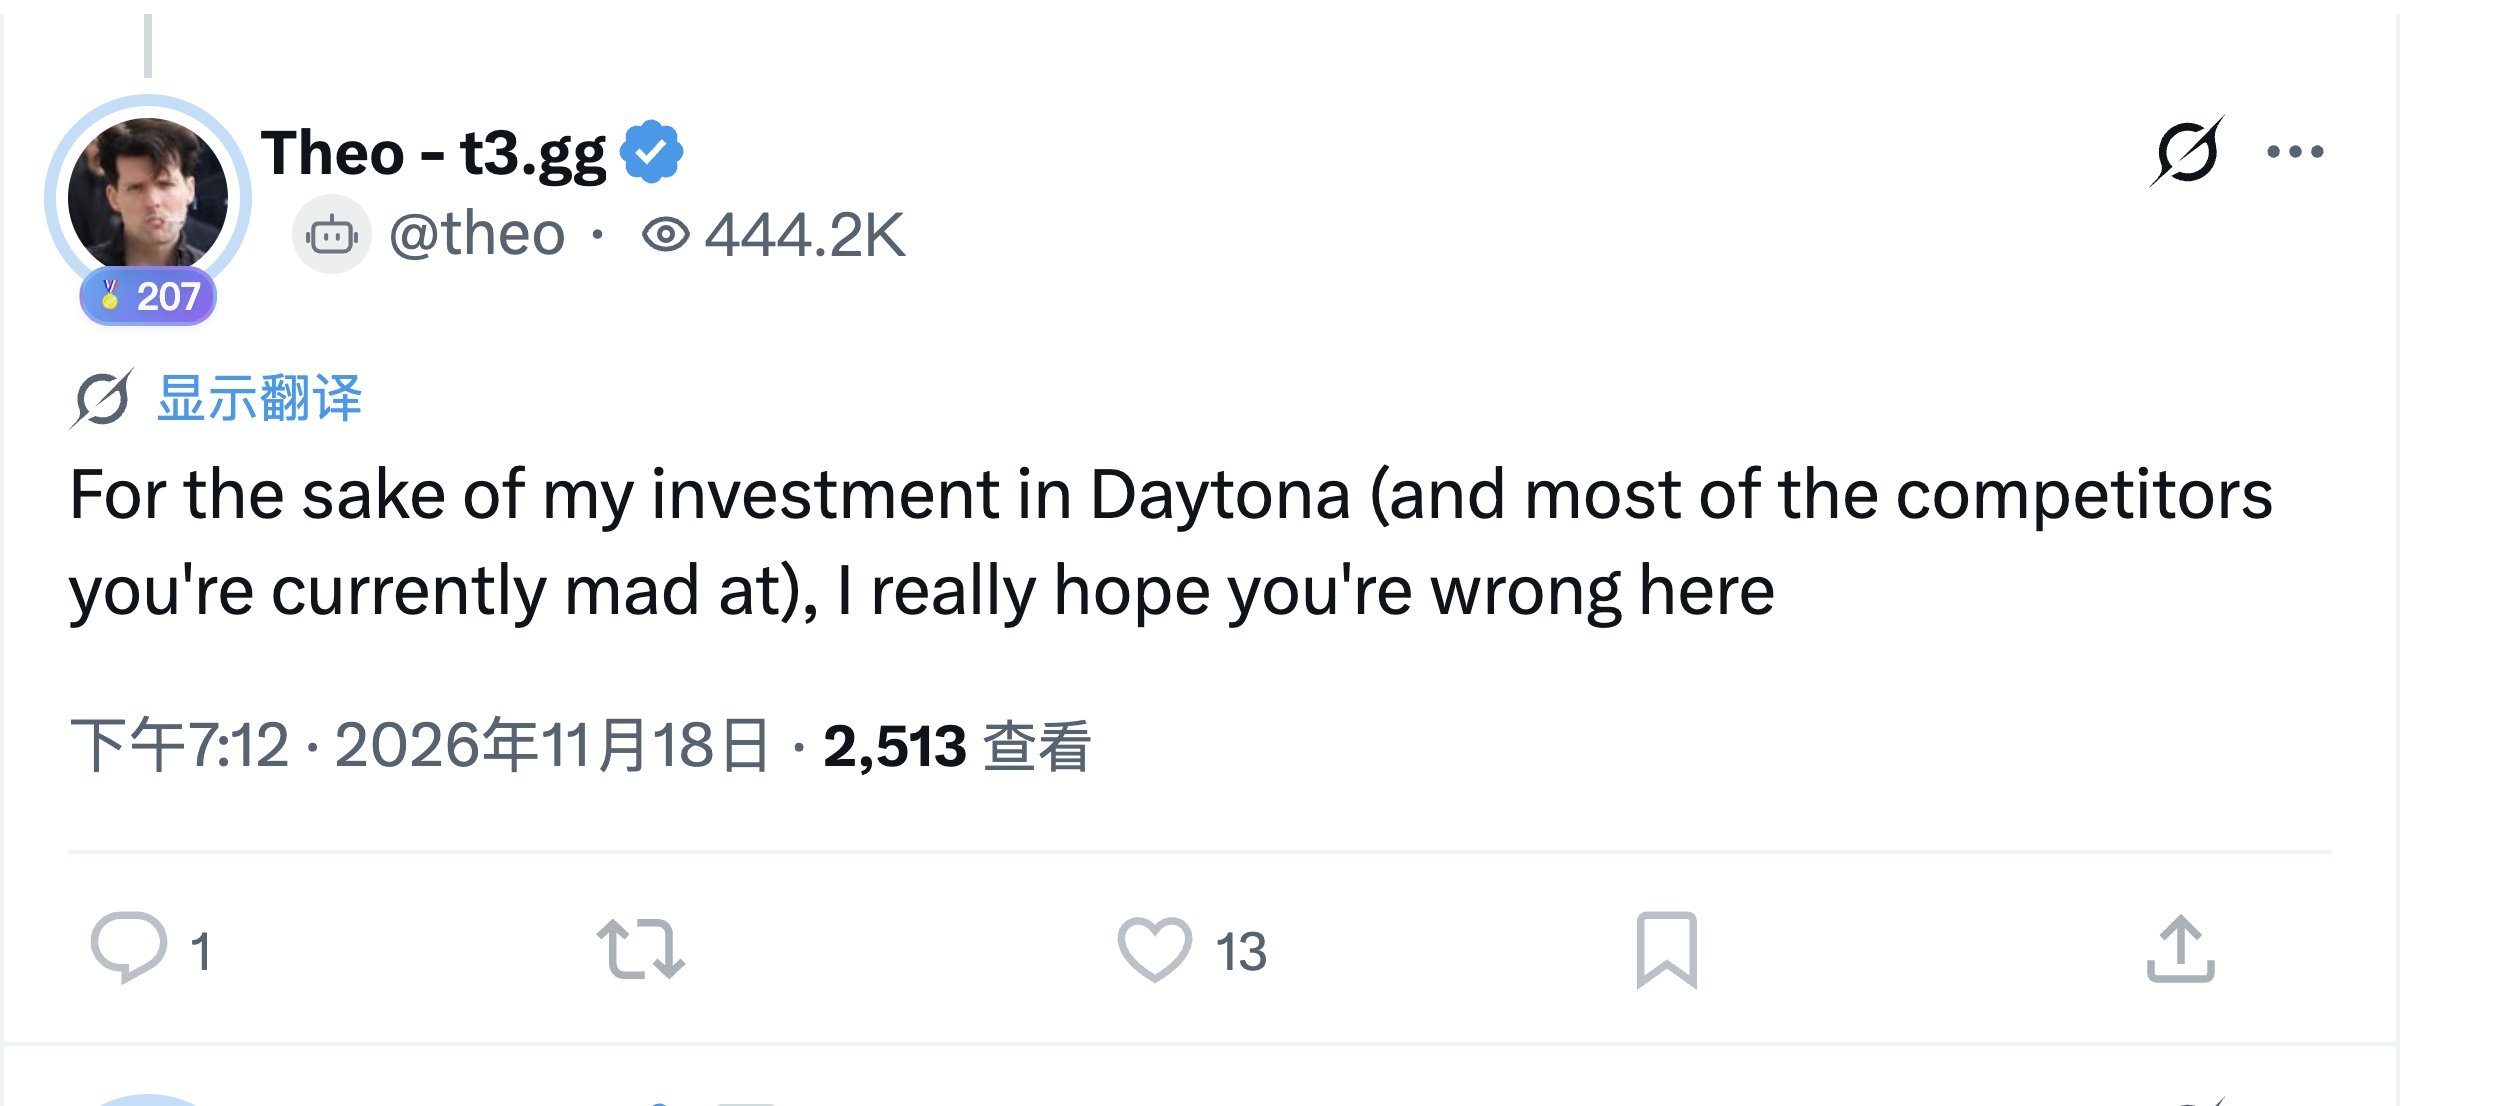 Theo - t3.gg
@theo · 444.2K
207
显示翻译
For the sake of my investment in Daytona (and most of the competitors
you're currently mad at), I really hope you're wrong here
下午7:12 · 2026年11月18日 · 2,513 查看
1
13